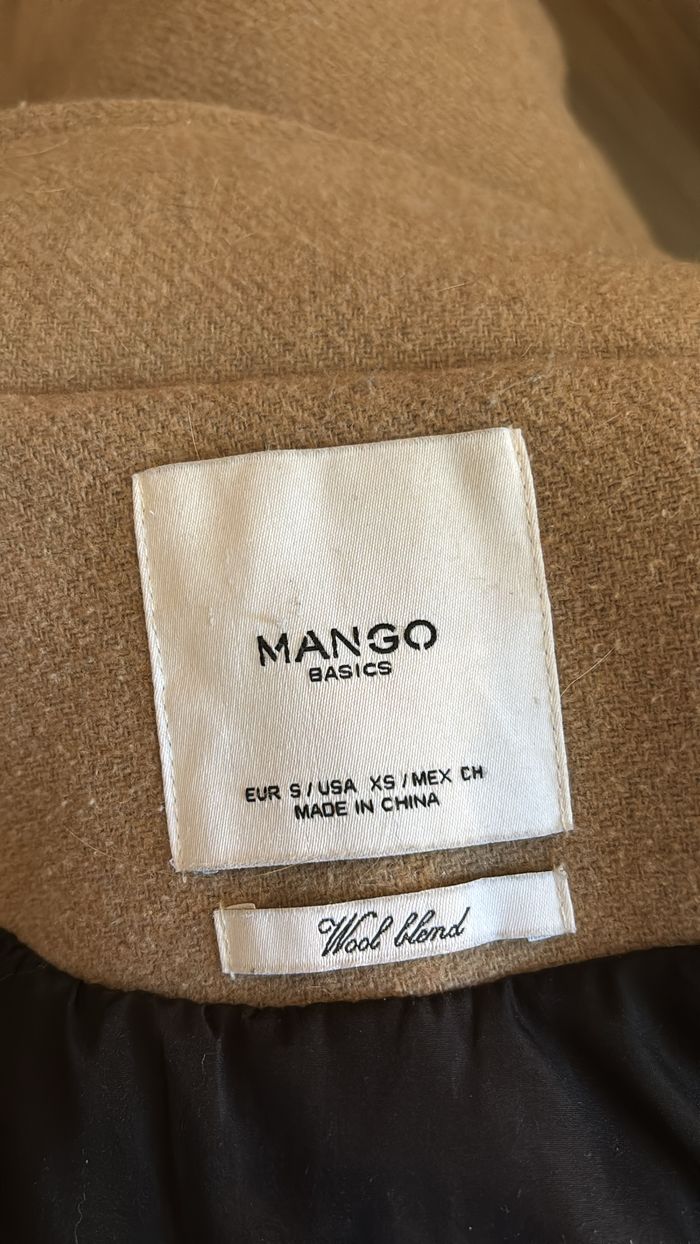 MANGO
BASICS
EUR S / USA XS / MEX CH
MADE IN CHINA
Wool blend